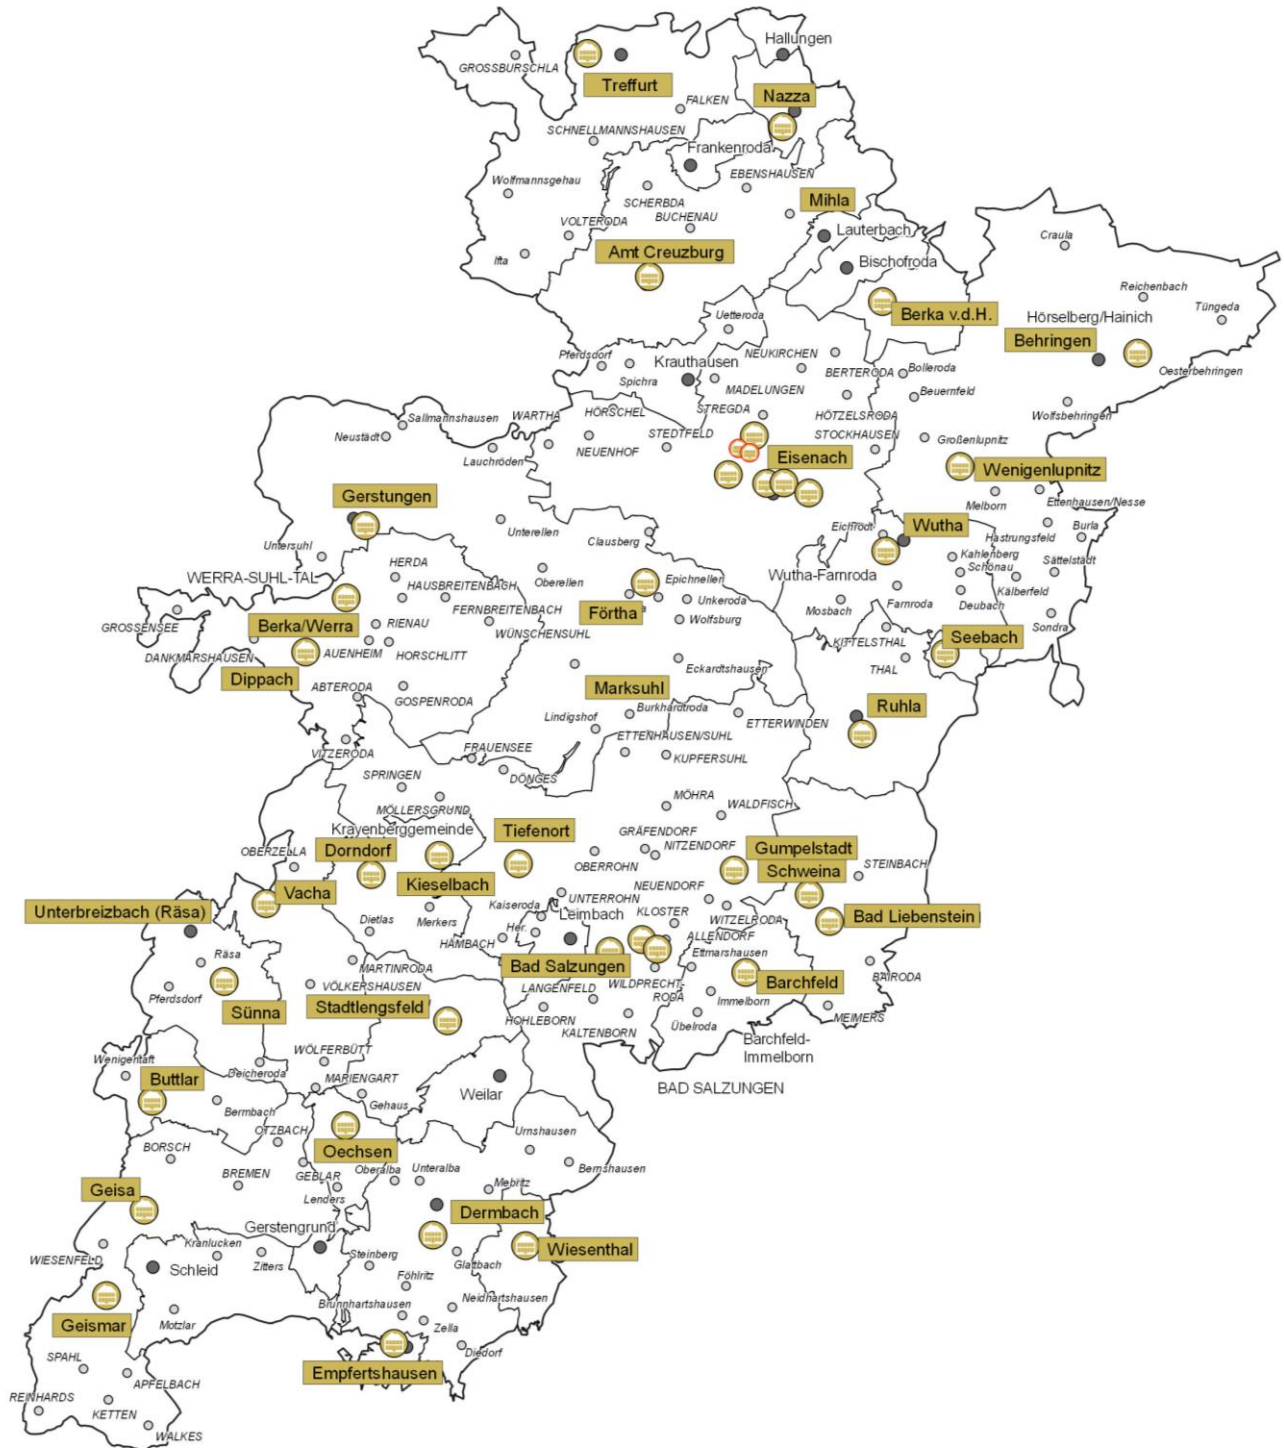 Hallungen
GROSSBURSCHLA
Treffurt
Nazza
FALKEN
SCHNELLMANNSHAUSEN
Frankenroda
EBENSHAUSEN
Wolfmannsgehau
SCHERBDA
Mihla
BUCHENAU
VOLTERODA
Lauterbach
Craula
Amt Creuzburg
Ifta
Bischofroda
Reichenbach
Berka v.d.H.
Tüngeda
Hörselberg/Hainich
Uetteroda
Behringen
Pferdsdorf
Krauthausen
NEUKIRCHEN
Spichra
BERTERODA
Bolleroda
Oesterbehringen
MADELUNGEN
Beuernfeld
Sallmannshausen
WARTHA
HÖRSCHEL
STREGDA
HÖTZELSRODA
Wolfsbehringen
Neustädt
STEDTFELD
STOCKHAUSEN
Großenlupnitz
Lauchröden
NEUENHOF
Eisenach
Wenigenlupnitz
Gerstungen
Melborn
Ettenhausen/Nesse
Unterellen
Eichrodt
Wutha
Burla
Clausberg
Hastrungsfeld
Untersuhl
Kahlenberg
Sättelstädt
HERDA
Schönau
WERRA-SUHL-TAL
Oberellen
Epichnellen
Wutha-Farnroda
HAUSBREITENBACH
Kälberfeld
Unkeroda
Farnroda
Deubach
FERNBREITENBACH
Förtha
Mosbach
GROSSENSEE
Berka/Werra
RIENAU
Wolfsburg
Sondra
WÜNSCHENSUHL
KITTELSTHAL
Seebach
DANKMARSHAUSEN
AUENHEIM
HORSCHLITT
Eckardtshausen
THAL
Dippach
Marksuhl
ABTERODA
GOSPENRODA
Burkhardtroda
Ruhla
Lindigshof
ETTERWINDEN
ETTENHAUSEN/SUHL
VITZERODA
FRAUENSEE
KUPFERSUHL
SPRINGEN
DÖNGES
MÖLLERSGRUND
MÖHRA
WALDFISCH
Krayenberggemeinde
Tiefenort
GRÄFENDORF
Dorndorf
NITZENDORF
Gumpelstadt
OBERZELLA
OBERROHN
STEINBACH
Schweina
Kieselbach
NEUENDORF
Vacha
UNTERROHN
Kaiseroda
Merkers
WITZELRODA
Unterbreizbach (Räsa)
Leimbach
KLOSTER
Bad Liebenstein
Dietlas
Her.
HÄMBACH
ALLENDORF
Räsa
Ettmarshausen
MARTINRODA
Bad Salzungen
BAIRODA
Pferdsdorf
VÖLKERSHAUSEN
WILDPRECHT-
RODA
Barchfeld
LANGENFELD
Immelborn
Sünna
Stadtlengsfeld
HOHLEBORN
Übelroda
MEIMERS
KALTENBORN
Barchfeld-
Immelborn
WÖLFERBÜTT
Wenigentaft
Deicheroda
MARIENGART
Buttlar
Weilar
BAD SALZUNGEN
Gehaus
Bermbach
OTZBACH
BORSCH
Oechsen
Urnshausen
Bernshausen
BREMEN
GEBLAR
Oberalba
Unteralba
Geisa
Lenders
Mebritz
Dermbach
Gerstengrund
Kranlucken
Wiesenthal
WIESENFELD
Zitters
Steinberg
Glattbach
Schleid
Föhlritz
Brunnhartshausen
Neidhartshausen
Geismar
Motzlar
Zella
Diedorf
SPAHL
Empfertshausen
APFELBACH
REINHARDS
KETTEN
WALKES